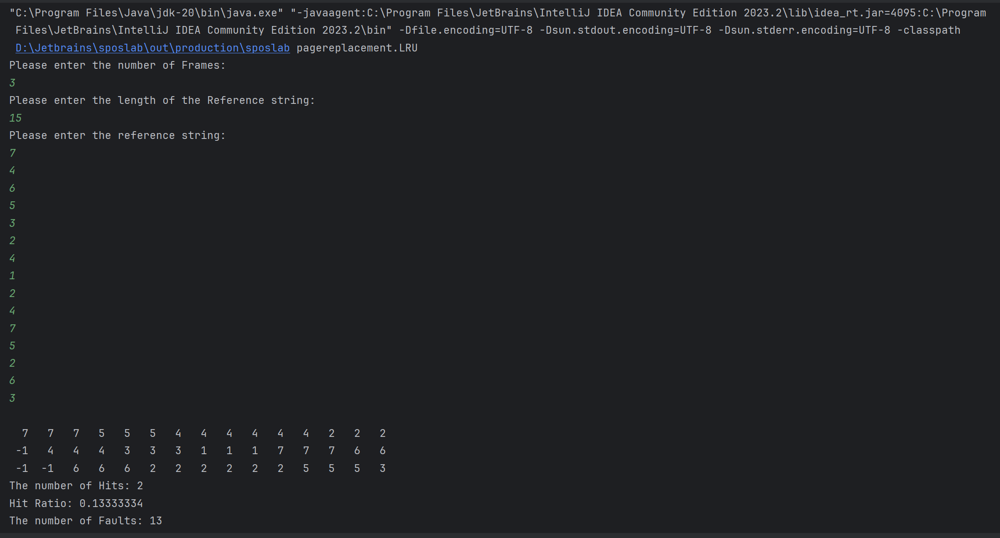 "C:\Program Files\Java\jdk-20\bin\java.exe" "-javaagent:C:\Program Files\JetBrains\IntelliJ IDEA Community Edition 2023.2\lib\idea_rt.jar=4095:C:\Program
Files\JetBrains\IntelliJ IDEA Community Edition 2023.2\bin" -Dfile.encoding=UTF-8 -Dsun.stdout.encoding=UTF-8 -Dsun.stderr.encoding=UTF-8 -classpath
D:\Jetbrains\sposlab\out\production\sposlab pagereplacement.LRU
Please enter the number of Frames:
3
Please enter the length of the Reference string:
15
Please enter the reference string:
7
4
6
5
3
2
4
1
2
4
7
5
2
6
3
7 7 7 5 5 5 4 4 4 4 4 4 2 2 2
-1 4 4 4 3 3 3 1 1 1 7 7 7 6 6
-1 -1 6 6 6 2 2 2 2 2 2 5 5 5 3
The number of Hits: 2
Hit Ratio: 0.13333334
The number of Faults: 13